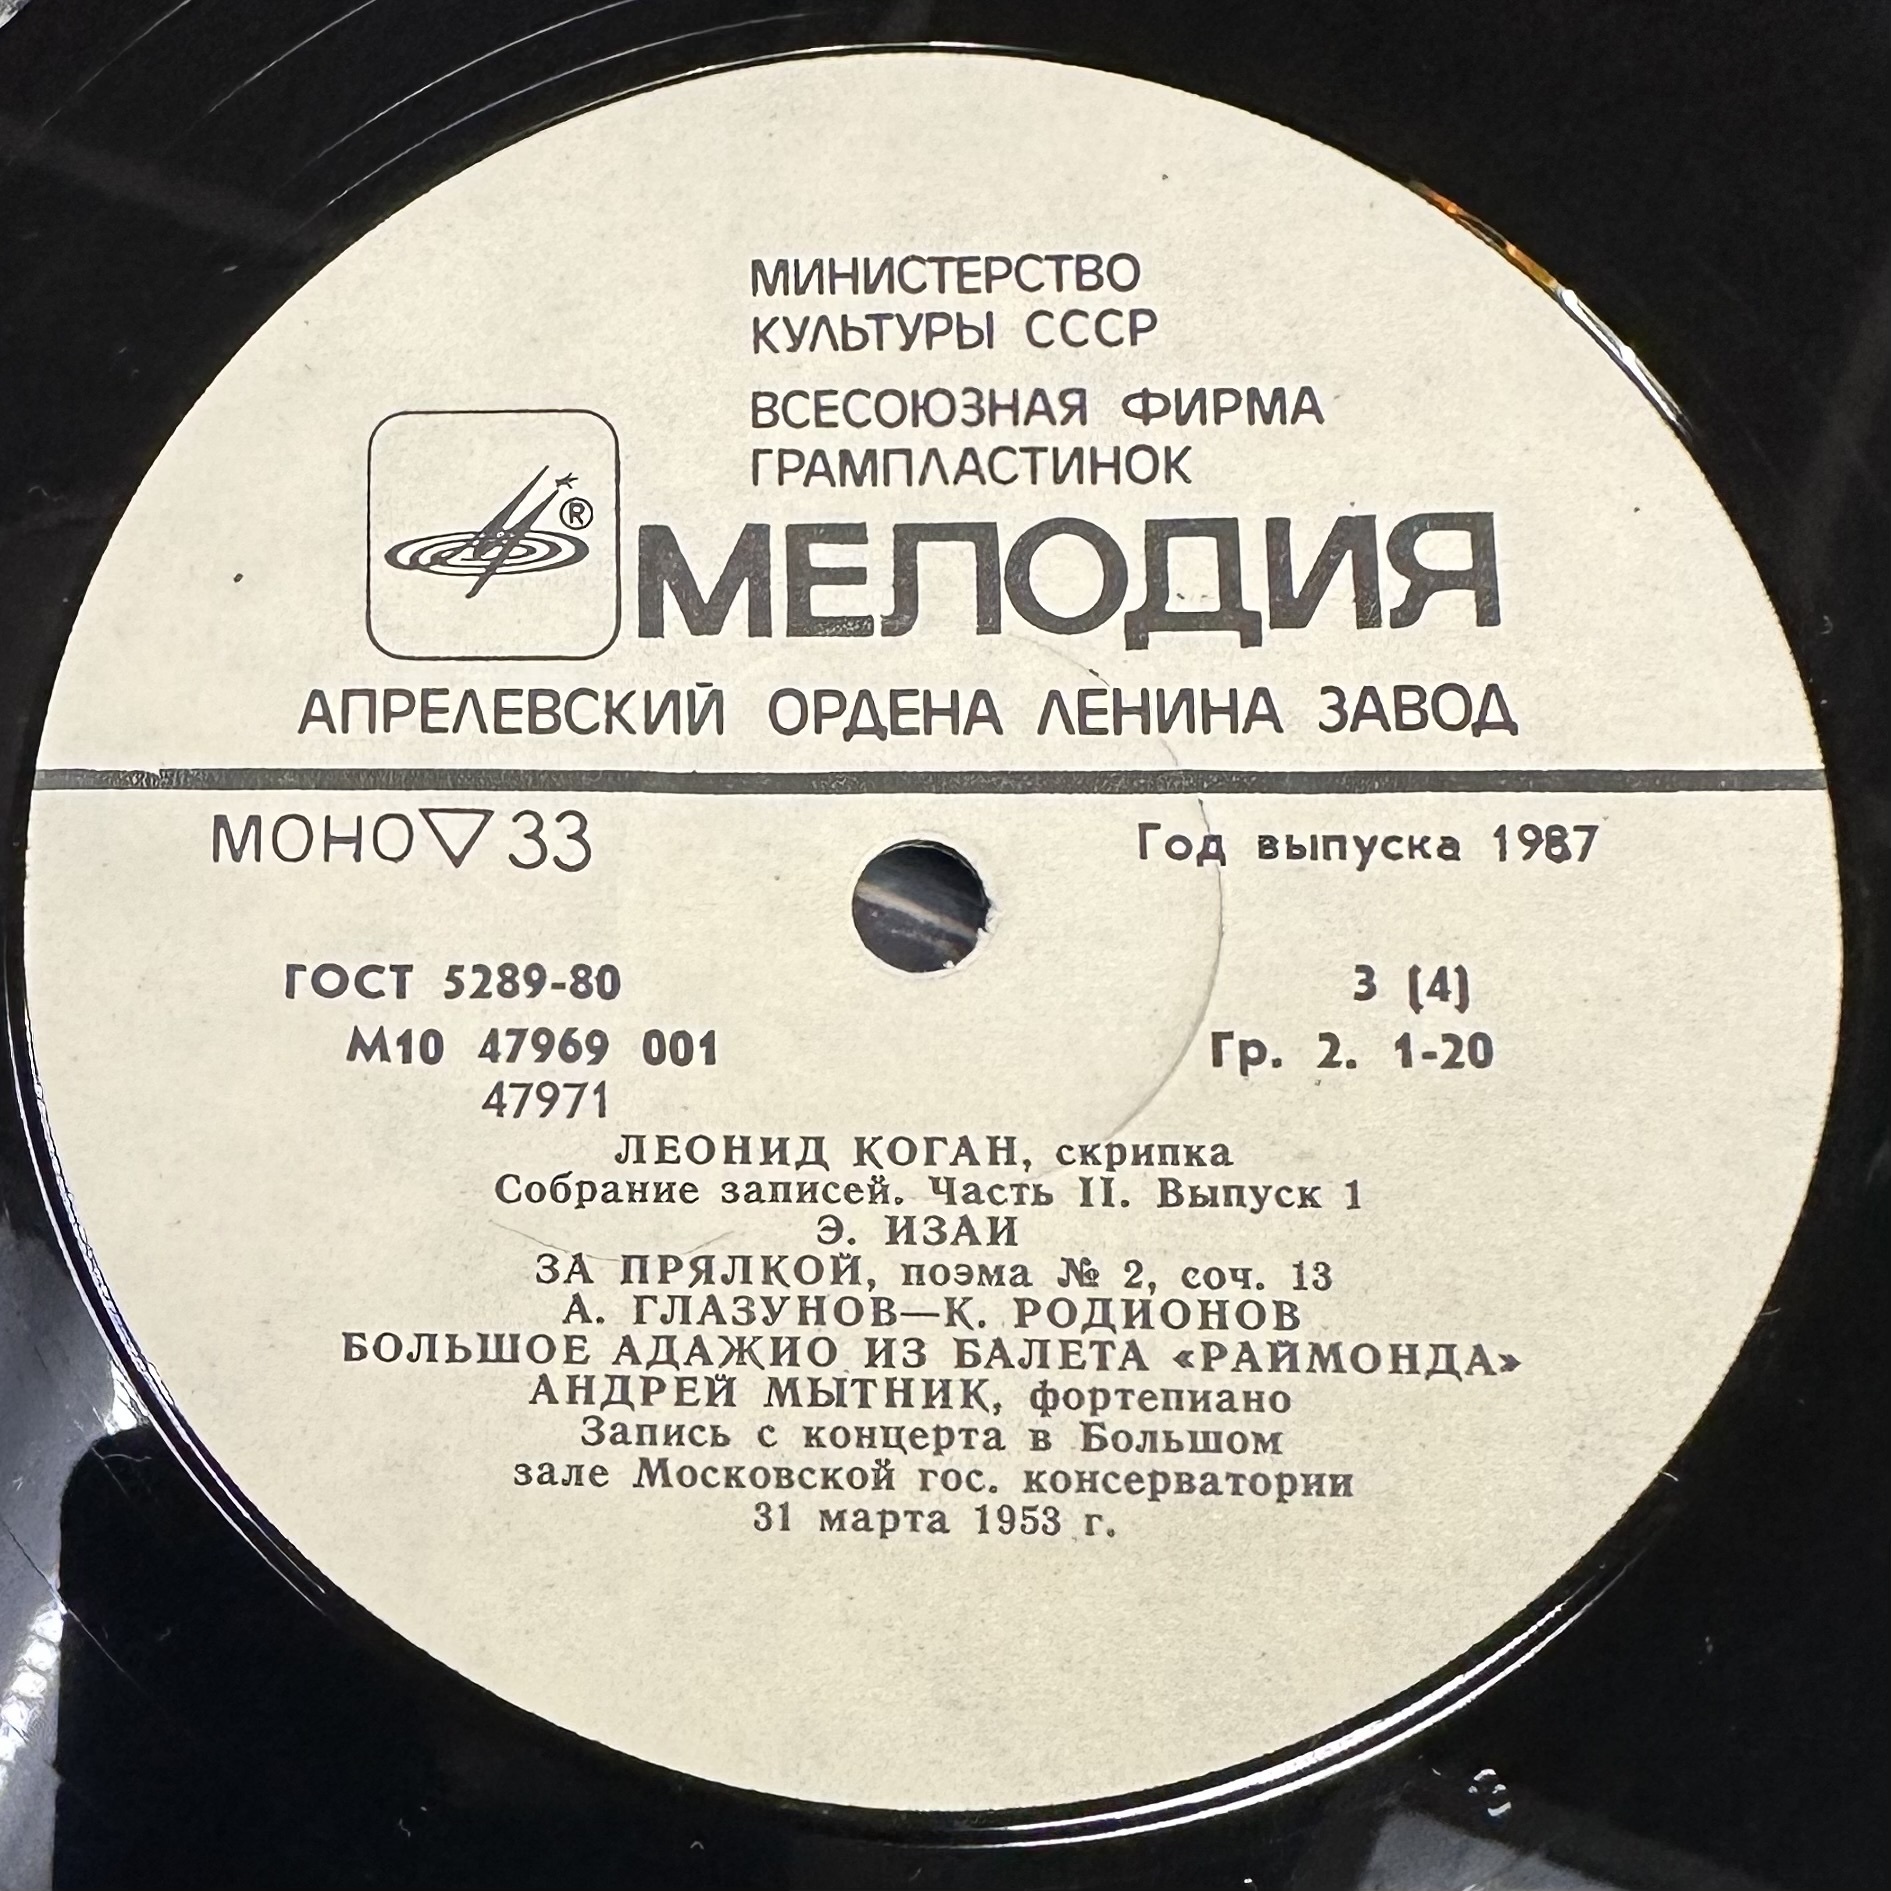 МИНИСТЕРСТВО
КУЛЬТУРЫ СССР
ВСЕСОЮЗНАЯ ФИРМА
ГРАМПЛАСТИНОК
®
МЕЛОДИЯ
АПРЕЛЕВСКИЙ ОРДЕНА ЛЕНИНА ЗАВОД
МОНО ▽ 33
Год выпуска 1987
ГОСТ 5289-80
3 (4)
М10 47969 001
Гр. 2. 1-20
47971
ЛЕОНИД КОГАН, скрипка
Собрание записей. Часть II. Выпуск 1
Э. ИЗАИ
ЗА ПРЯЛКОЙ, поэма № 2, соч. 13
А. ГЛАЗУНОВ—К. РОДИОНОВ
БОЛЬШОЕ АДАЖИО ИЗ БАЛЕТА «РАЙМОНДА»
АНДРЕЙ МЫТНИК, фортепиано
Запись с концерта в Большом
зале Московской гос. консерватории
31 марта 1953 г.